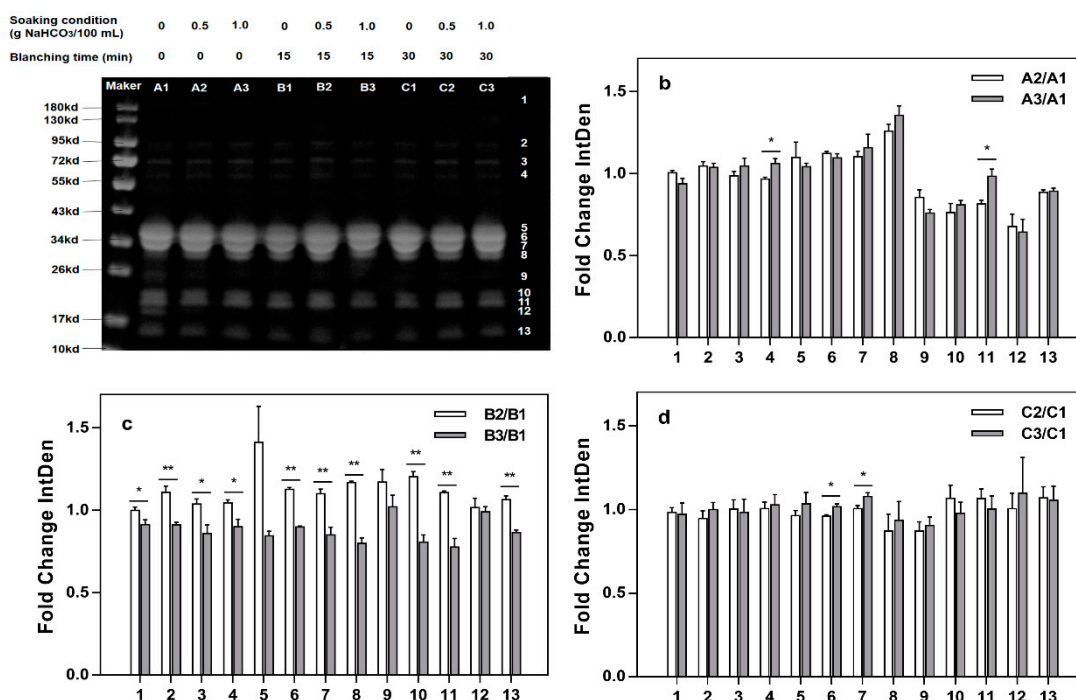 Soaking condition 0 0.5 1.0 0 0.5 1.0 0 0.5 1.0
(g NaHCO₃/100 mL)
Blanching time (min) 0 0 0 15 15 15 30 30 30
Maker A1 A2 A3 B1 B2 B3 C1 C2 C3
1
180kd
130kd
95kd 2
72kd 3
55kd 4
43kd
5
34kd 6
7
8
26kd 9
10
11
17kd 12
13
10kd
b
A2/A1
A3/A1
Fold Change IntDen
1.5
1.0
0.5
0.0
* *
1 2 3 4 5 6 7 8 9 10 11 12 13
c
B2/B1
B3/B1
Fold Change IntDen
1.5
1.0
0.5
0.0
* ** * * ** ** ** ** ** **
1 2 3 4 5 6 7 8 9 10 11 12 13
d
C2/C1
C3/C1
Fold Change IntDen
1.5
1.0
0.5
0.0
* *
1 2 3 4 5 6 7 8 9 10 11 12 13